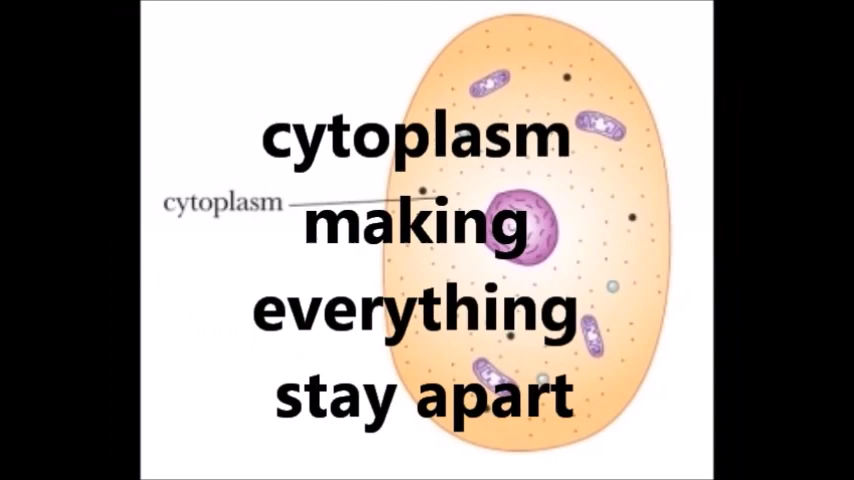 cytoplasm
cytoplasm
making
everything
stay apart